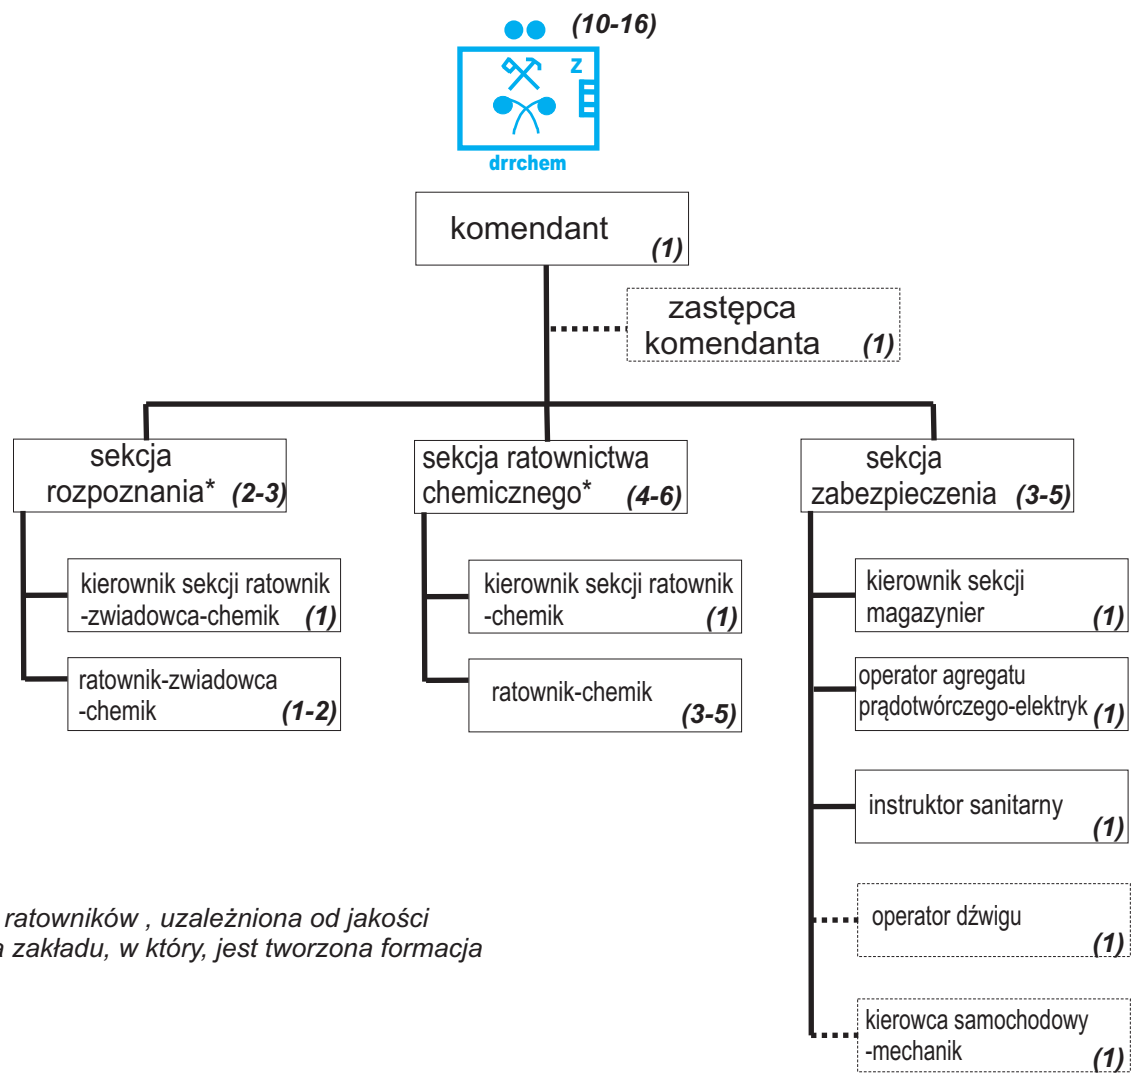 (10-16)
Z
drrchem
komendant
(1)
zastępca
komendanta (1)
sekcja
rozpoznania* (2-3)
kierownik sekcji ratownik
-zwiadowca-chemik (1)
ratownik-zwiadowca
-chemik (1-2)
sekcja ratownictwa
chemicznego* (4-6)
kierownik sekcji ratownik
-chemik (1)
ratownik-chemik
(3-5)
sekcja
zabezpieczenia (3-5)
kierownik sekcji
magazynier (1)
operator agregatu
prądotwórczego-elektryk (1)
instruktor sanitarny
(1)
operator dźwigu
(1)
kierowca samochodowy
-mechanik (1)
ratowników , uzależniona od jakości
zakładu, w który, jest tworzona formacja